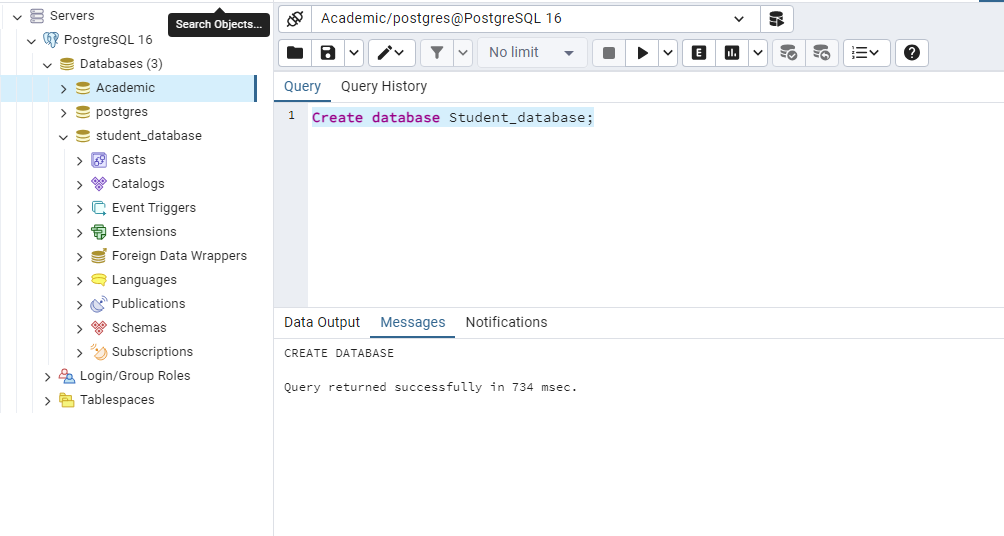 Servers
Search Objects...
PostgreSQL 16
Databases (3)
Academic
postgres
student_database
Casts
Catalogs
Event Triggers
Extensions
Foreign Data Wrappers
Languages
Publications
Schemas
Subscriptions
Login/Group Roles
Tablespaces
Academic/postgres@PostgreSQL 16
No limit
E
Query Query History
1 Create database Student_database;
Data Output Messages Notifications
CREATE DATABASE
Query returned successfully in 734 msec.